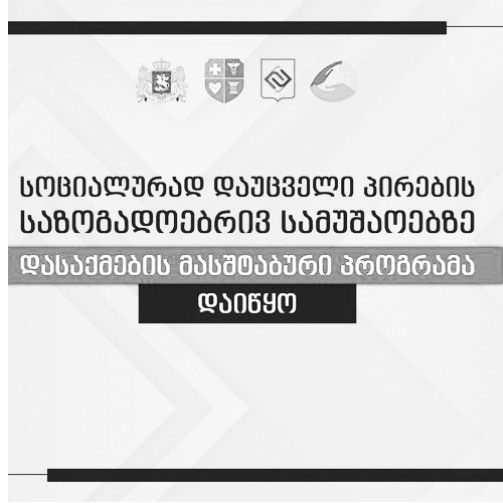 სოციალურად დაუცველი პირების
საზოგადოებრივ სამუშაოებზე
დასაქმების მასშტაბური პროგრამა
დაიწყო